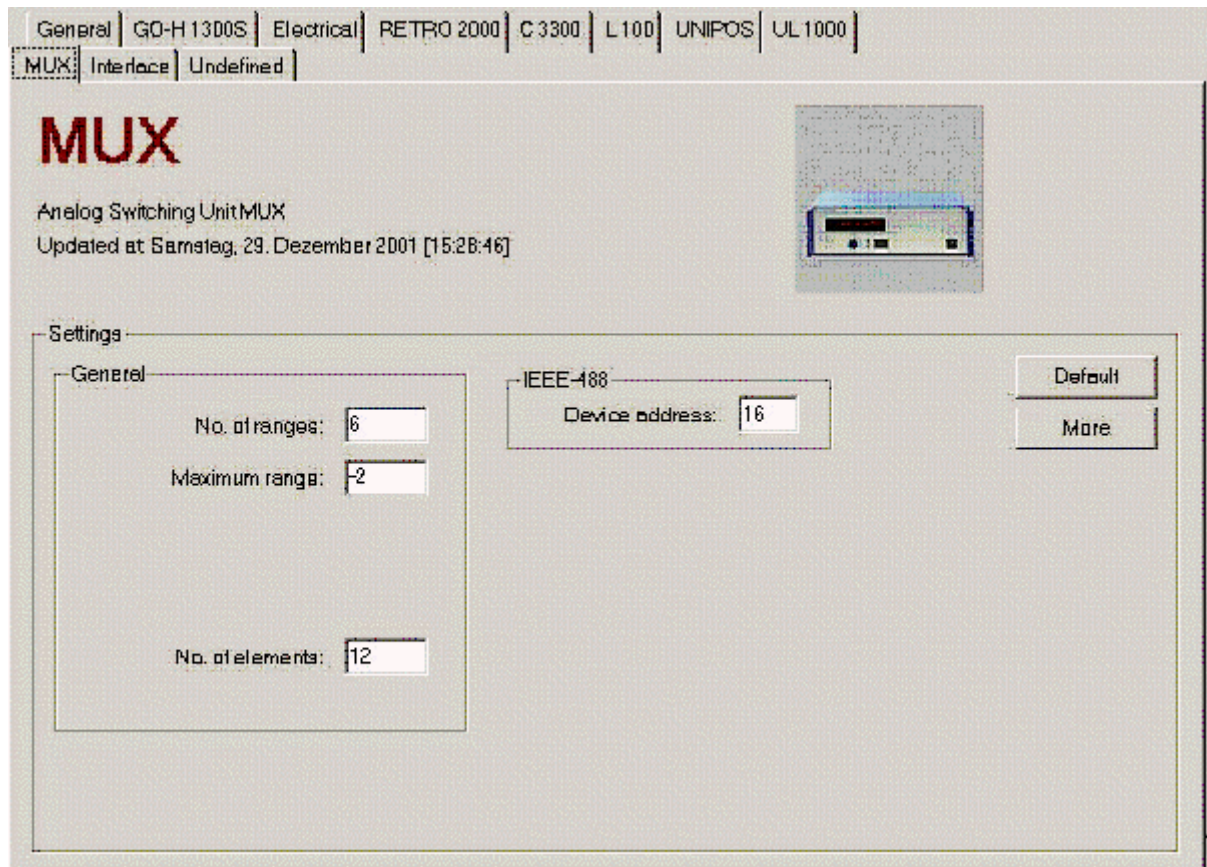 General GO-H 1300S Electrical RETRO 2000 C 3300 L 100 UNIPOS UL 1000
MUX Interface Undefined
MUX
Analog Switching Unit MUX
Updated at: Samstag, 29. Dezember 2001 [15:28:46]
Settings
General
No. of ranges: 6
Maximum range: -2
No. of elements: 12
IEEE-488
Device address: 16
Default
More